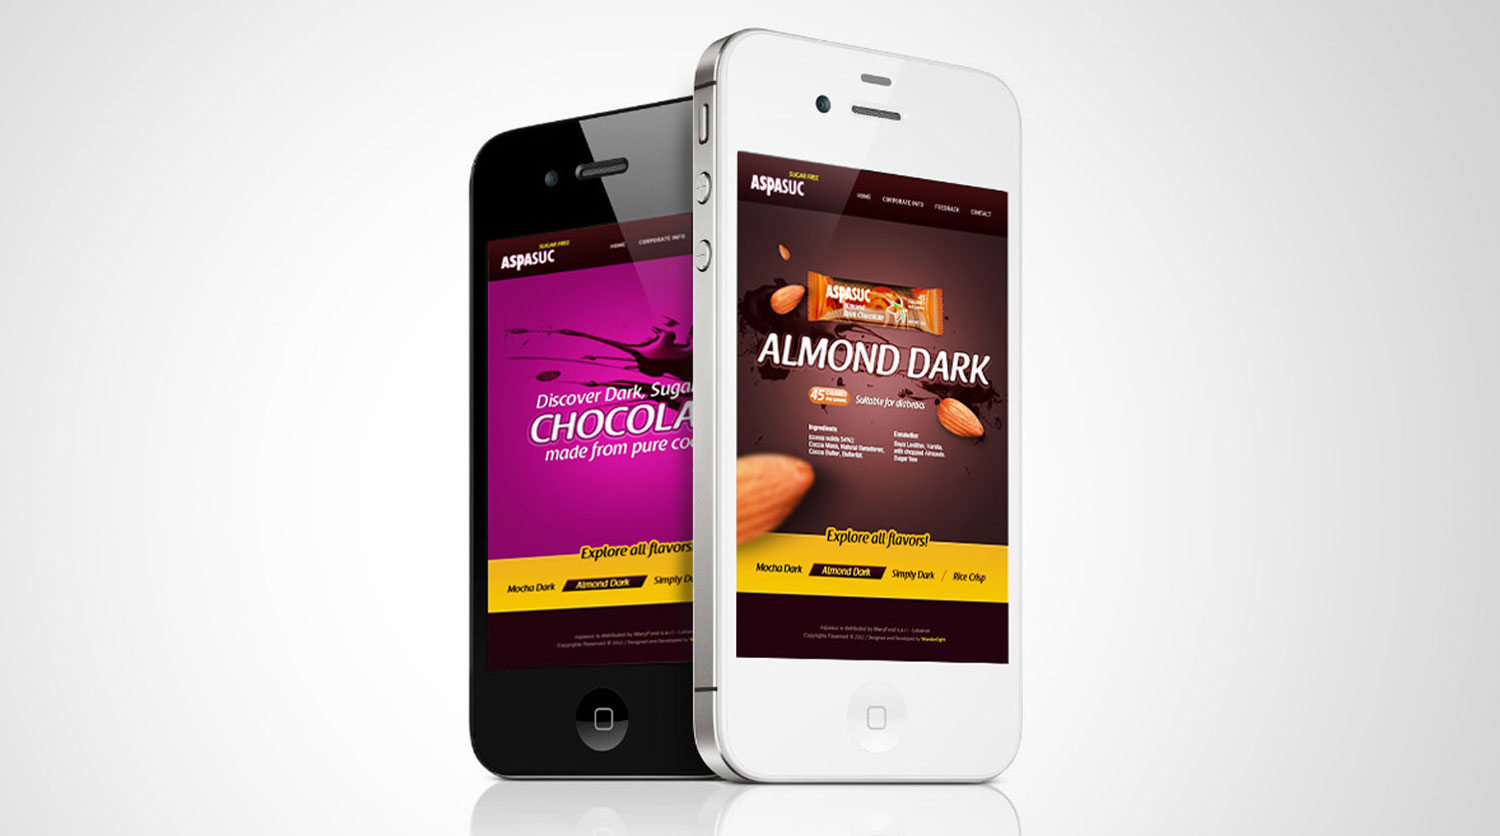 SUGAR FREE
ASPASUC
HOME CORPORATE INFO
Discover Dark, Suga
CHOCOLA
made from pure co
Explore all flavors
Mocha Dark Almond Dark Simply D
Aspasuc is distributed by ManyFood s.a.r.l - Lebanon
Copyrights Reserved © 2012 / Designed and Developed by
SUGAR FREE
ASPASUC
HOME CORPORATE INFO FEEDBACK CONTACT
ASPASUC
Almond
Dark Chocolate
45
ALMOND DARK
45 CALORIES
PER SERVING
Suitable for diabetics
Ingredients
(cocoa solids 54%):
Cocoa Mass, Natural Sweetener,
Cocoa Butter, Butterfat.
Emulsifier
Soya Lecithin, Vanilla,
with chopped Almonds.
Sugar free
Explore all flavors!
Mocha Dark Almond Dark Simply Dark / Rice Crisp
Aspasuc is distributed by ManyFood s.a.r.l - Lebanon
Copyrights Reserved © 2012 / Designed and Developed by WonderEight